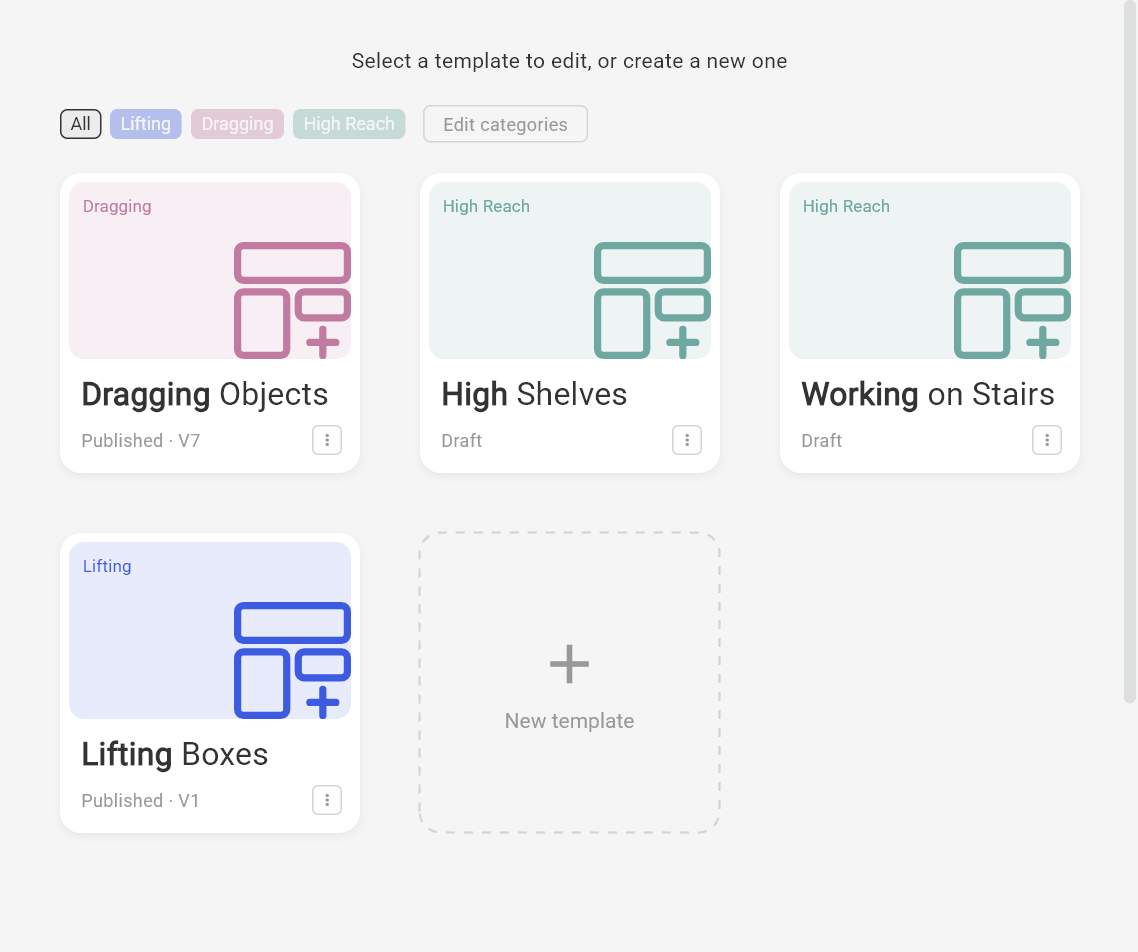 Select a template to edit, or create a new one
All Lifting Dragging High Reach Edit categories
Dragging
Dragging Objects
Published · V7
High Reach
High Shelves
Draft
High Reach
Working on Stairs
Draft
Lifting
Lifting Boxes
Published · V1
New template